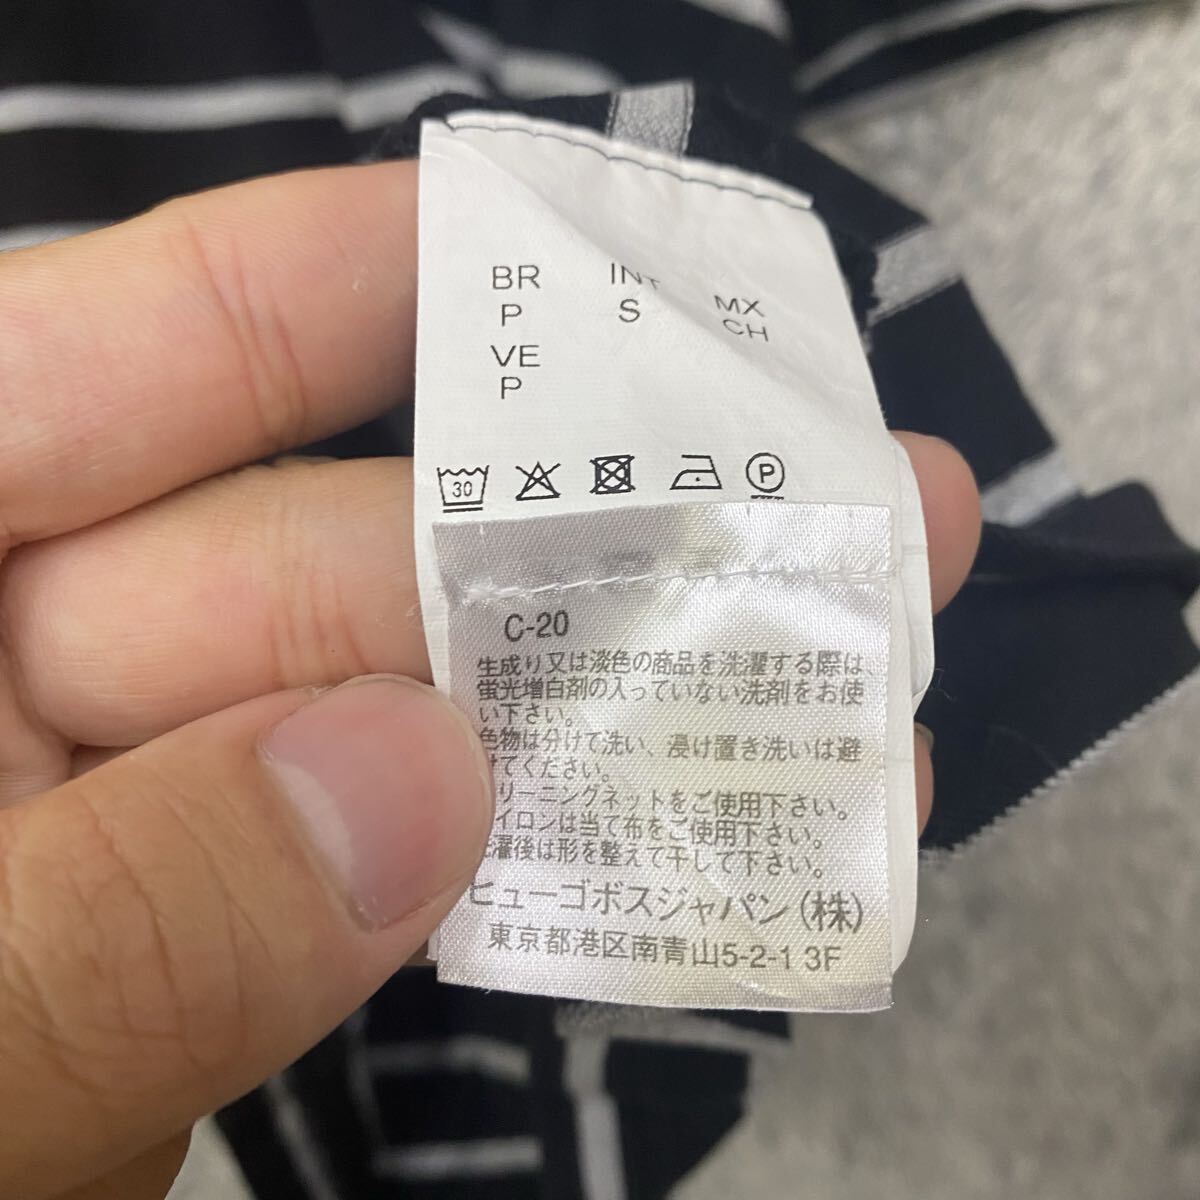 BR INT MX
P S CH
VE
P
30 P
C-20
生成り又は淡色の商品を洗濯する際は、
蛍光増白剤の入っていない洗剤をお使
い下さい。
色物は分けて洗い、浸け置き洗いは避
けてください。
リーニングネットをご使用下さい。
イロンは当て布をご使用下さい。
濯後は形を整えて干して下さい。
ヒューゴボスジャパン(株)
東京都港区南青山5-2-1 3F